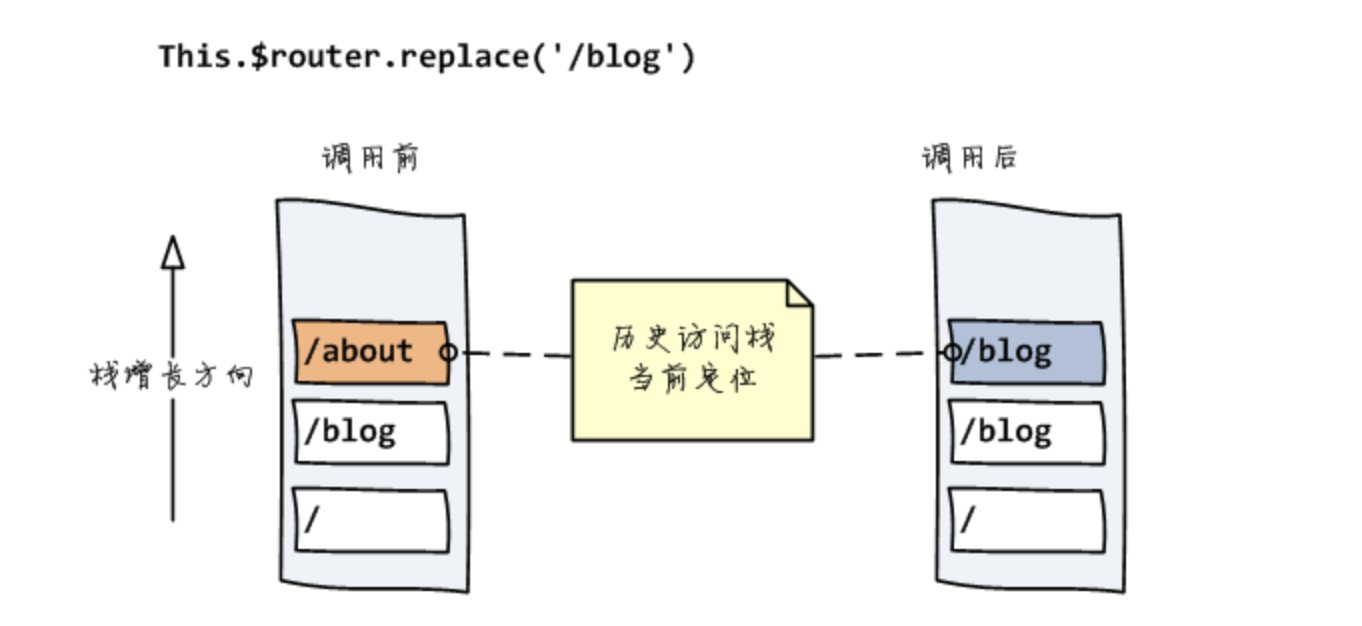 This.$router.replace('/blog')
调用前
调用后
栈增长方向
/about
/blog
/
历史访问栈
当前定位
/blog
/blog
/